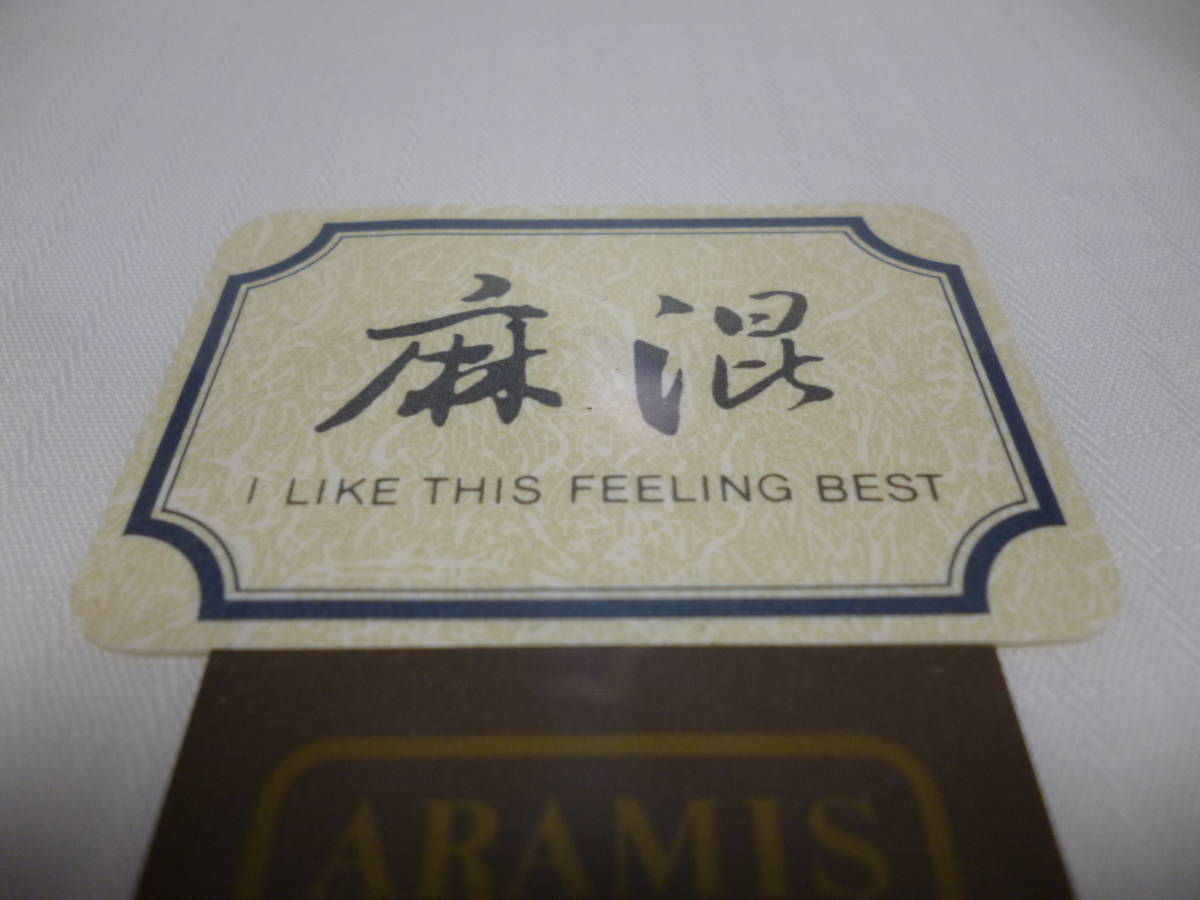 麻混
I LIKE THIS FEELING BEST
ARAMIS